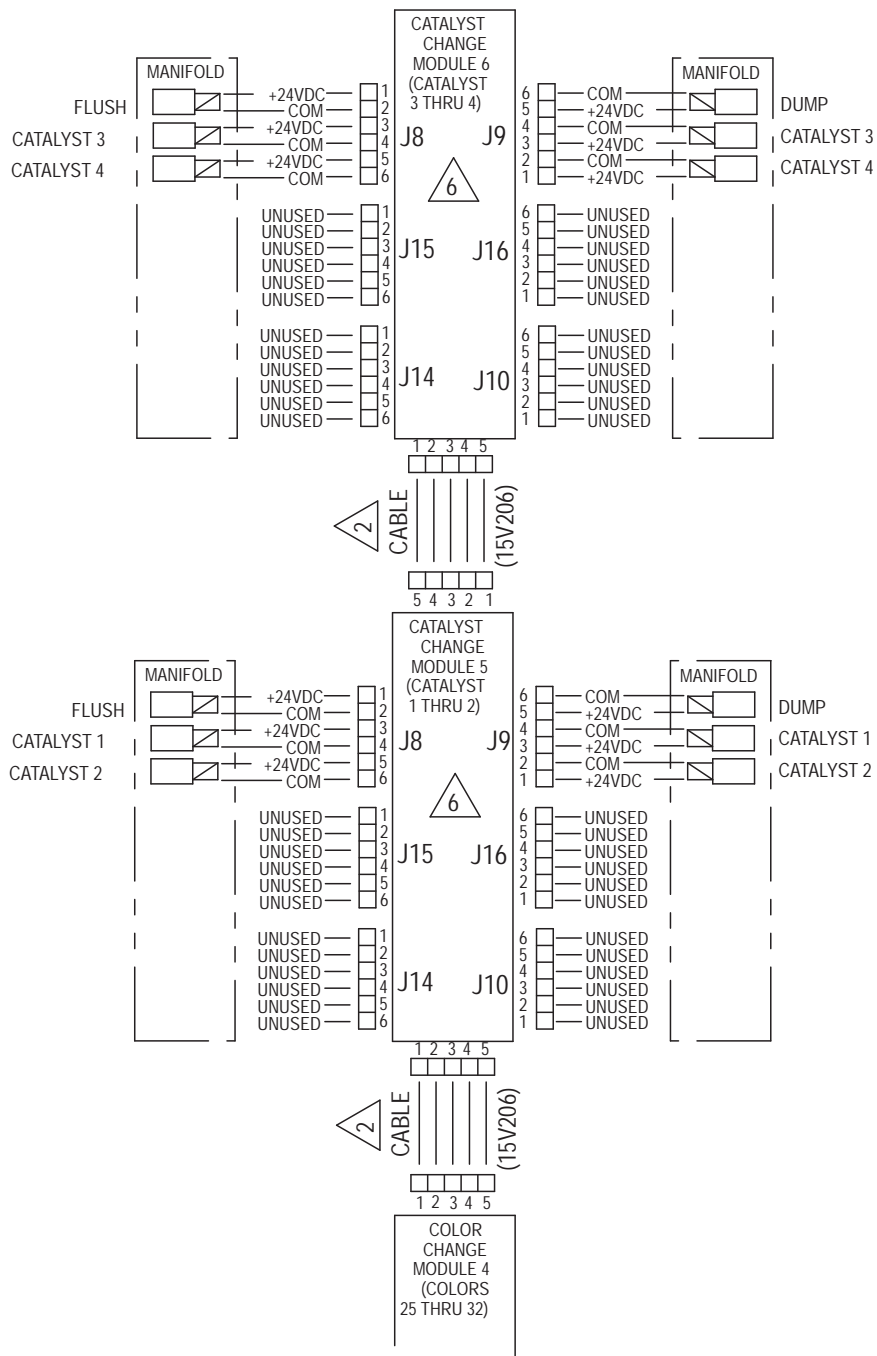 CATALYST
CHANGE
MODULE 6
(CATALYST
3 THRU 4)
MANIFOLD
FLUSH
CATALYST 3
CATALYST 4
+24VDC
COM
+24VDC
COM
+24VDC
COM
1
2
3
4
5
6
J8
J9
6
6
5
4
3
2
1
COM
+24VDC
COM
+24VDC
COM
+24VDC
MANIFOLD
DUMP
CATALYST 3
CATALYST 4
UNUSED 1
UNUSED 2
UNUSED 3
UNUSED 4
UNUSED 5
UNUSED 6
J15
J16
6 UNUSED
5 UNUSED
4 UNUSED
3 UNUSED
2 UNUSED
1 UNUSED
UNUSED 1
UNUSED 2
UNUSED 3
UNUSED 4
UNUSED 5
UNUSED 6
J14
J10
6 UNUSED
5 UNUSED
4 UNUSED
3 UNUSED
2 UNUSED
1 UNUSED
1 2 3 4 5
2
CABLE
(15V206)
5 4 3 2 1
CATALYST
CHANGE
MODULE 5
(CATALYST
1 THRU 2)
MANIFOLD
FLUSH
CATALYST 1
CATALYST 2
+24VDC
COM
+24VDC
COM
+24VDC
COM
1
2
3
4
5
6
J8
J9
6
6
5
4
3
2
1
COM
+24VDC
COM
+24VDC
COM
+24VDC
MANIFOLD
DUMP
CATALYST 1
CATALYST 2
UNUSED 1
UNUSED 2
UNUSED 3
UNUSED 4
UNUSED 5
UNUSED 6
J15
J16
6 UNUSED
5 UNUSED
4 UNUSED
3 UNUSED
2 UNUSED
1 UNUSED
UNUSED 1
UNUSED 2
UNUSED 3
UNUSED 4
UNUSED 5
UNUSED 6
J14
J10
6 UNUSED
5 UNUSED
4 UNUSED
3 UNUSED
2 UNUSED
1 UNUSED
1 2 3 4 5
2
CABLE
(15V206)
1 2 3 4 5
COLOR
CHANGE
MODULE 4
(COLORS
25 THRU 32)